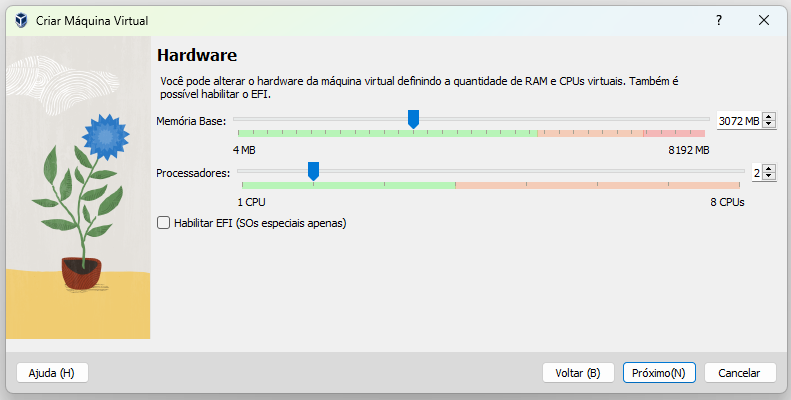 Criar Máquina Virtual
?
Hardware
Você pode alterar o hardware da máquina virtual definindo a quantidade de RAM e CPUs virtuais. Também é
possível habilitar o EFI.
Memória Base:
3072 MB
4 MB
8192 MB
Processadores:
2
1 CPU
8 CPUs
Habilitar EFI (SOs especiais apenas)
Ajuda (H)
Voltar (B)
Próximo(N)
Cancelar